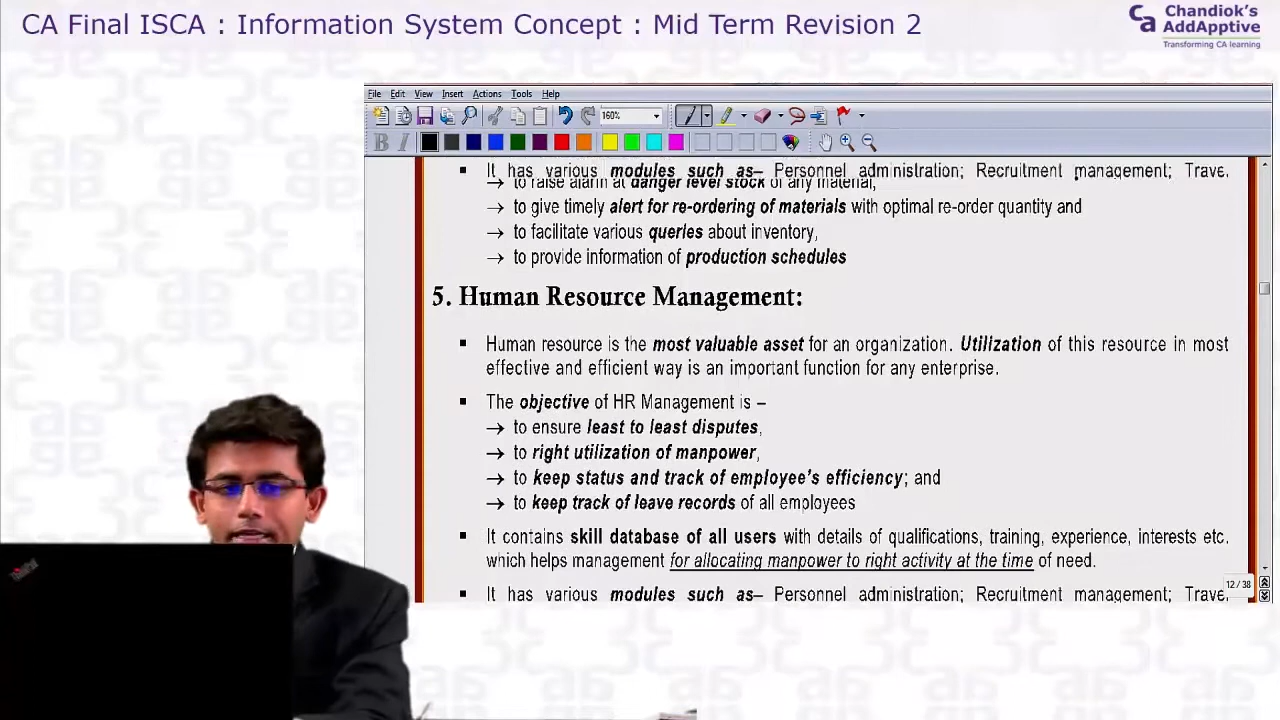 CA Final ISCA : Information System Concept : Mid Term Revision 2
Ca Chandiok's
AddApptive
Transforming CA learning
File Edit View Insert Actions Tools Help
160%
B I
▪ It has various modules such as– Personnel administration; Recruitment management; Trave.
→ to raise alarm at danger level stock of any material,
→ to give timely alert for re-ordering of materials with optimal re-order quantity and
→ to facilitate various queries about inventory,
→ to provide information of production schedules
5. Human Resource Management:
▪ Human resource is the most valuable asset for an organization. Utilization of this resource in most
effective and efficient way is an important function for any enterprise.
▪ The objective of HR Management is –
→ to ensure least to least disputes,
→ to right utilization of manpower,
→ to keep status and track of employee's efficiency; and
→ to keep track of leave records of all employees
▪ It contains skill database of all users with details of qualifications, training, experience, interests etc.
which helps management for allocating manpower to right activity at the time of need.
12 / 38
▪ It has various modules such as– Personnel administration; Recruitment management; Trave.